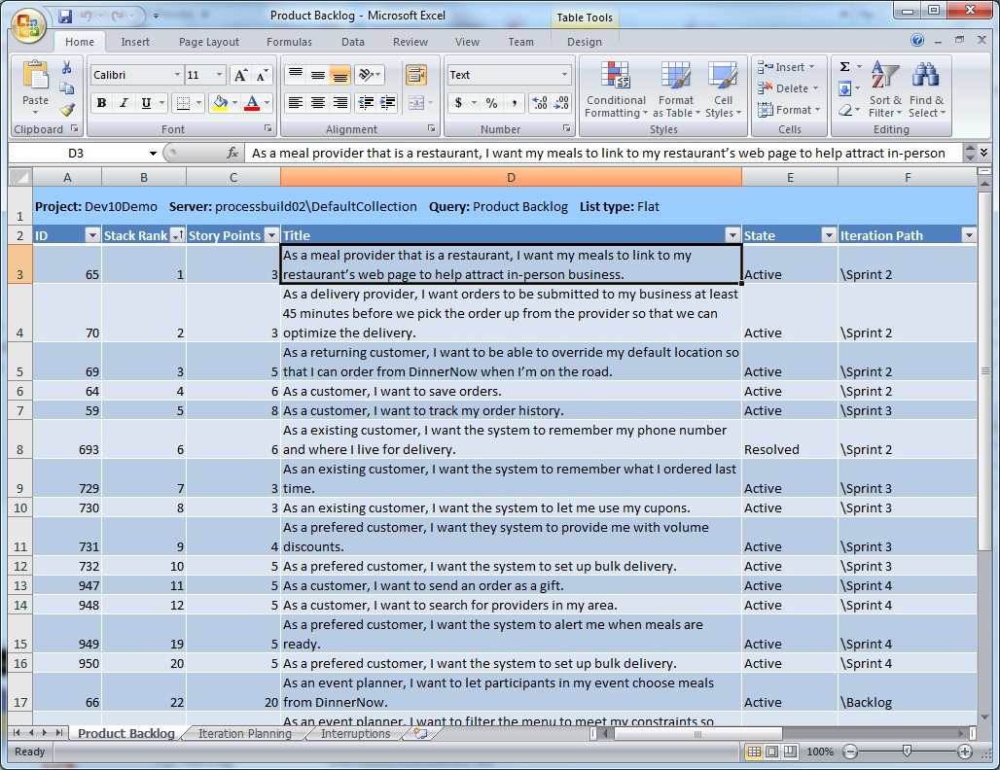 Product Backlog - Microsoft Excel
Table Tools
Home Insert Page Layout Formulas Data Review View Team Design
Paste
Calibri 11
B I U A A A
Text
$ % , .00 .0
Conditional Formatting
Format as Table
Cell Styles
Insert
Delete
Format
Σ
Sort & Filter
Find & Select
Clipboard Font Alignment Number Styles Cells Editing
D3 fx As a meal provider that is a restaurant, I want my meals to link to my restaurant’s web page to help attract in-person
A B C D E F
1 Project: Dev10Demo Server: processbuild02\DefaultCollection Query: Product Backlog List type: Flat
2 ID Stack Rank Story Points Title State Iteration Path
As a meal provider that is a restaurant, I want my meals to link to my
3 65 1 3 restaurant’s web page to help attract in-person business. Active \Sprint 2
As a delivery provider, I want orders to be submitted to my business at least
45 minutes before we pick the order up from the provider so that we can
4 70 2 3 optimize the delivery. Active \Sprint 2
As a returning customer, I want to be able to override my default location so
5 69 3 5 that I can order from DinnerNow when I’m on the road. Active \Sprint 2
6 64 4 6 As a customer, I want to save orders. Active \Sprint 2
7 59 5 8 As a customer, I want to track my order history. Active \Sprint 3
As a existing customer, I want the system to remember my phone number
8 693 6 6 and where I live for delivery. Resolved \Sprint 2
As an existing customer, I want the system to remember what I ordered last
9 729 7 3 time. Active \Sprint 3
10 730 8 3 As an existing customer, I want the system to let me use my cupons. Active \Sprint 3
As a prefered customer, I want they system to provide me with volume
11 731 9 4 discounts. Active \Sprint 3
12 732 10 5 As a prefered customer, I want the system to set up bulk delivery. Active \Sprint 3
13 947 11 5 As a customer, I want to send an order as a gift. Active \Sprint 4
14 948 12 5 As a customer, I want to search for providers in my area. Active \Sprint 4
As a prefered customer, I want the system to alert me when meals are
15 949 19 5 ready. Active \Sprint 4
16 950 20 5 As a prefered customer, I want the system to set up bulk delivery. Active \Sprint 4
As an event planner, I want to let participants in my event choose meals
17 66 22 20 from DinnerNow. Active \Backlog
As an event planner, I want to filter the menu to meet my constraints so
Product Backlog Iteration Planning Interruptions
Ready 100%